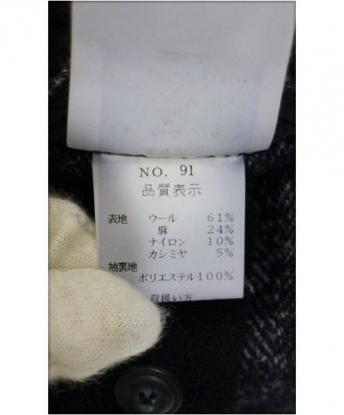 NO. 91
品質表示
表地 ウール 61%
麻 24%
ナイロン 10%
カシミヤ 5%
袖裏地
ポリエステル100%
取扱い方